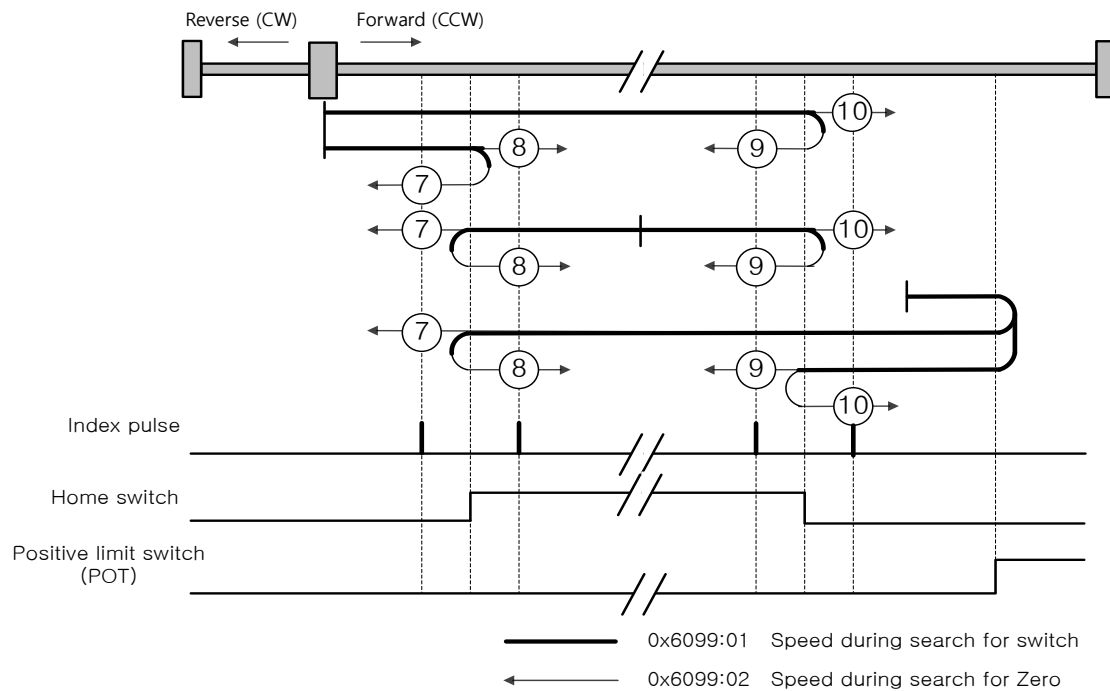 Reverse (CW) Forward (CCW)
10
8 9
7
7 10
8 9
7
8 9
10
Index pulse
Home switch
Positive limit switch
(POT)
0x6099:01 Speed during search for switch
0x6099:02 Speed during search for Zero